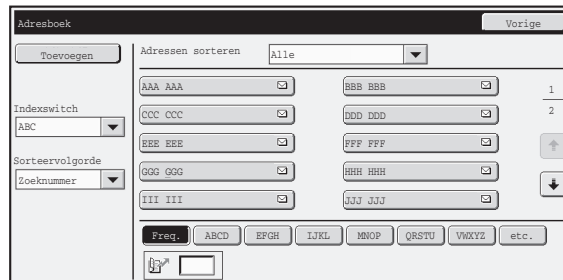 Adresboek Vorige
Toevoegen
Adressen sorteren Alle
Indexswitch
ABC
Sorteervolgorde
Zoeknummer
AAA AAA BBB BBB
CCC CCC DDD DDD
EEE EEE FFF FFF
GGG GGG HHH HHH
III III JJJ JJJ
1
2
Freq. ABCD EFGH IJKL MNOP QRSTU VWXYZ etc.